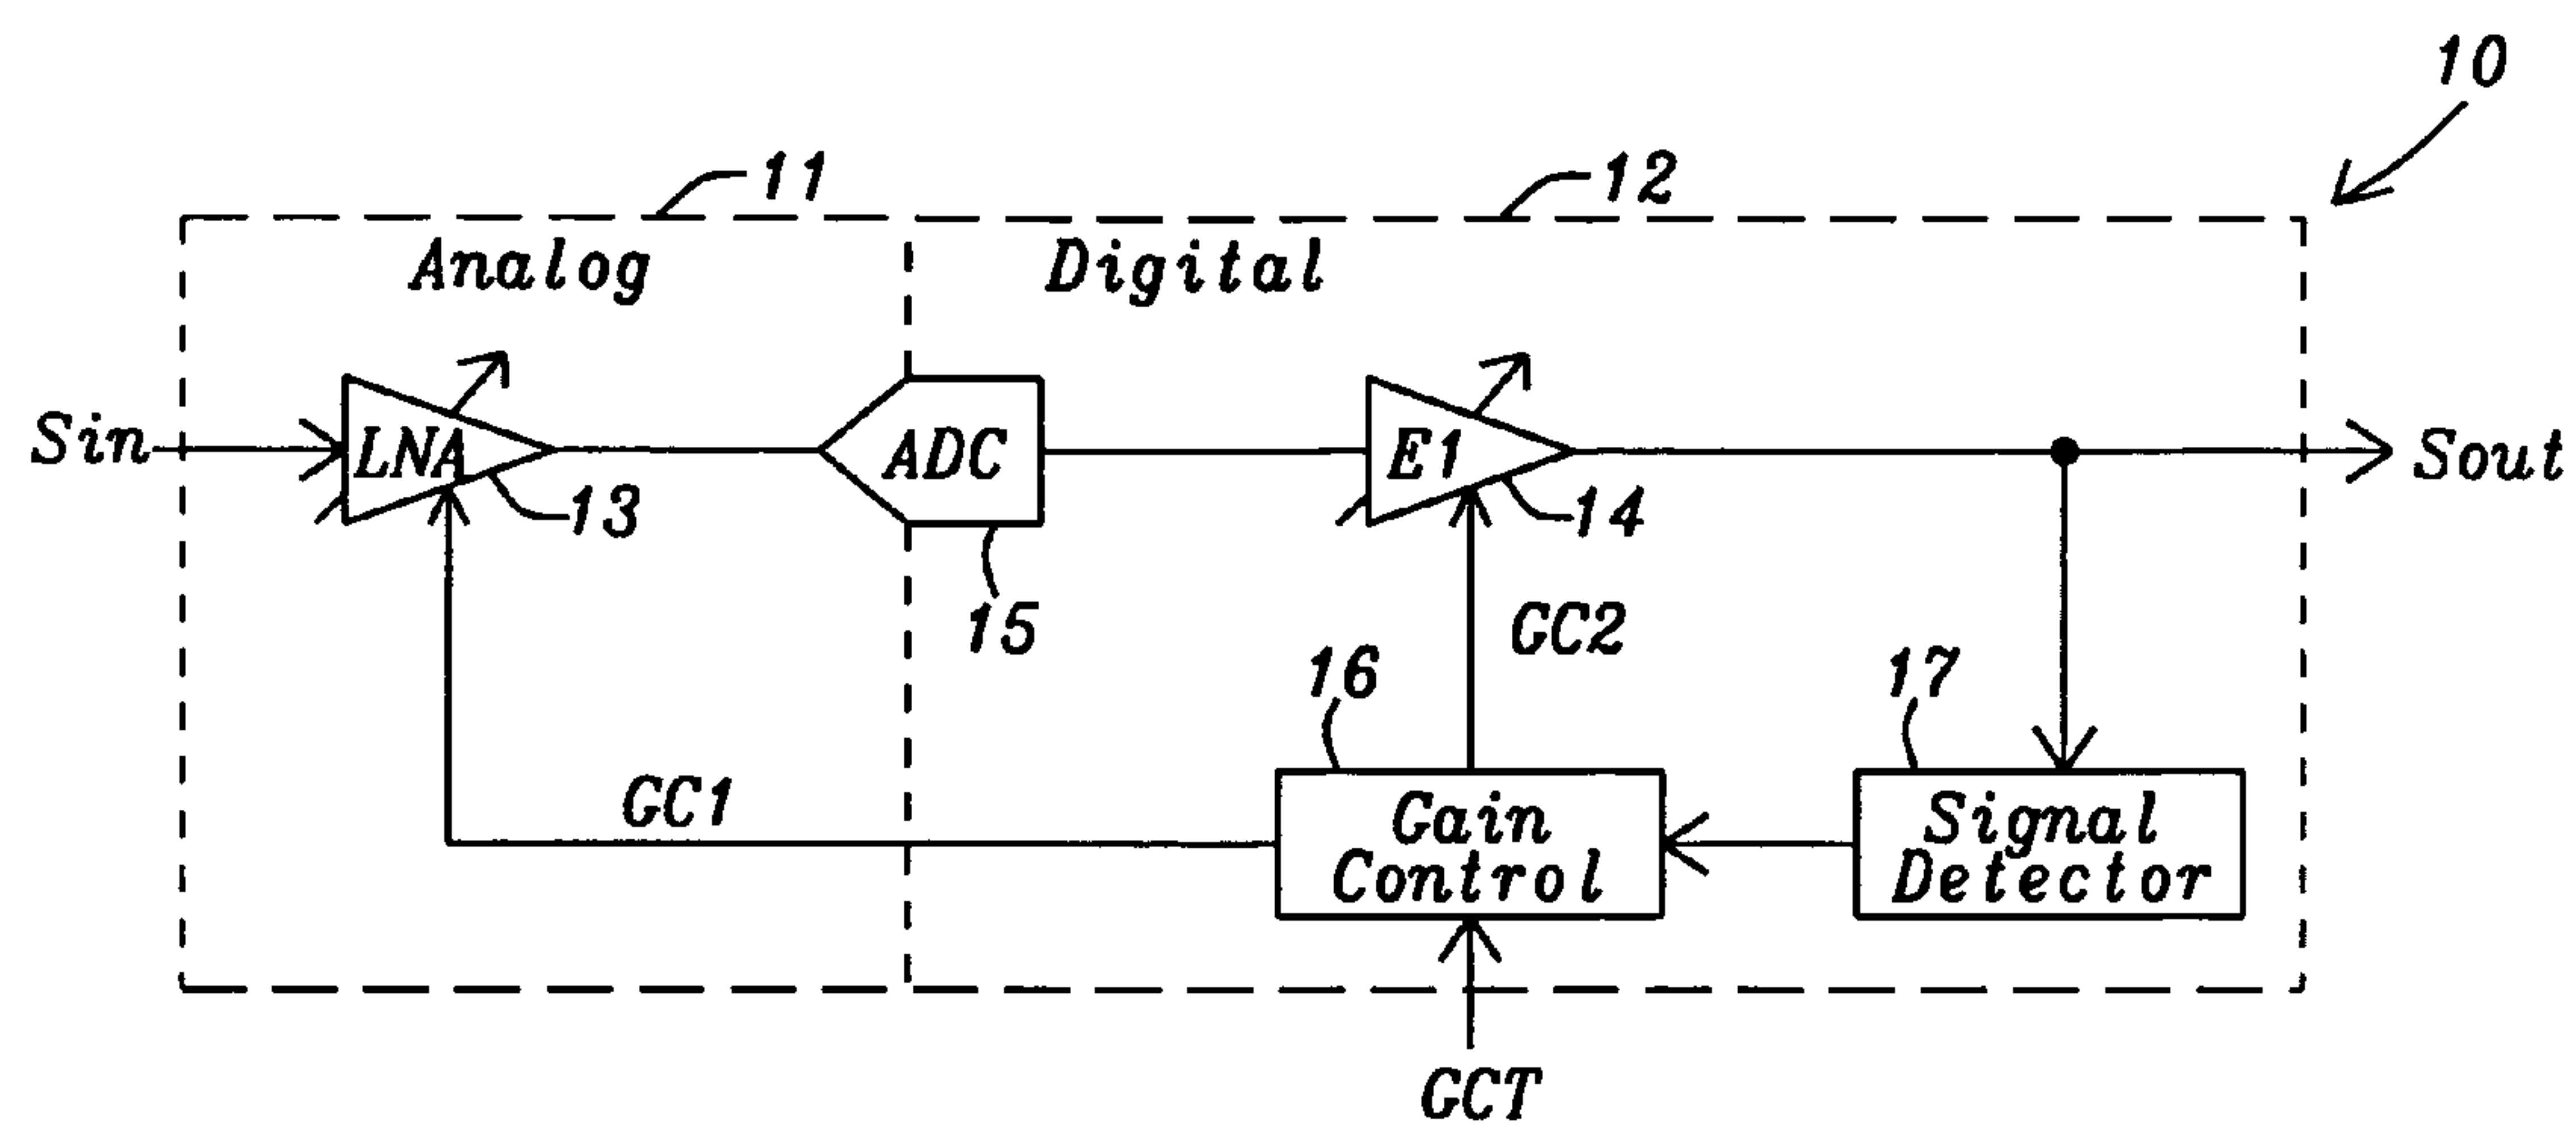 10
11
12
Analog
Digital
Sin
LNA
ADC
E1
Sout
13
14
15
GC2
16
17
GC1
Gain
Control
Signal
Detector
GCT